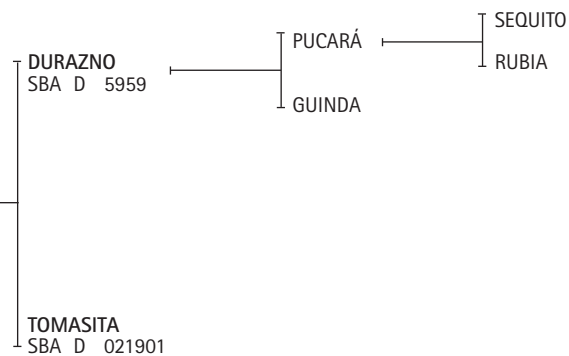 SEQUITO
PUCARÁ
RUBIA
DURAZNO
SBA D 5959
GUINDA
TOMASITA
SBA D 021901